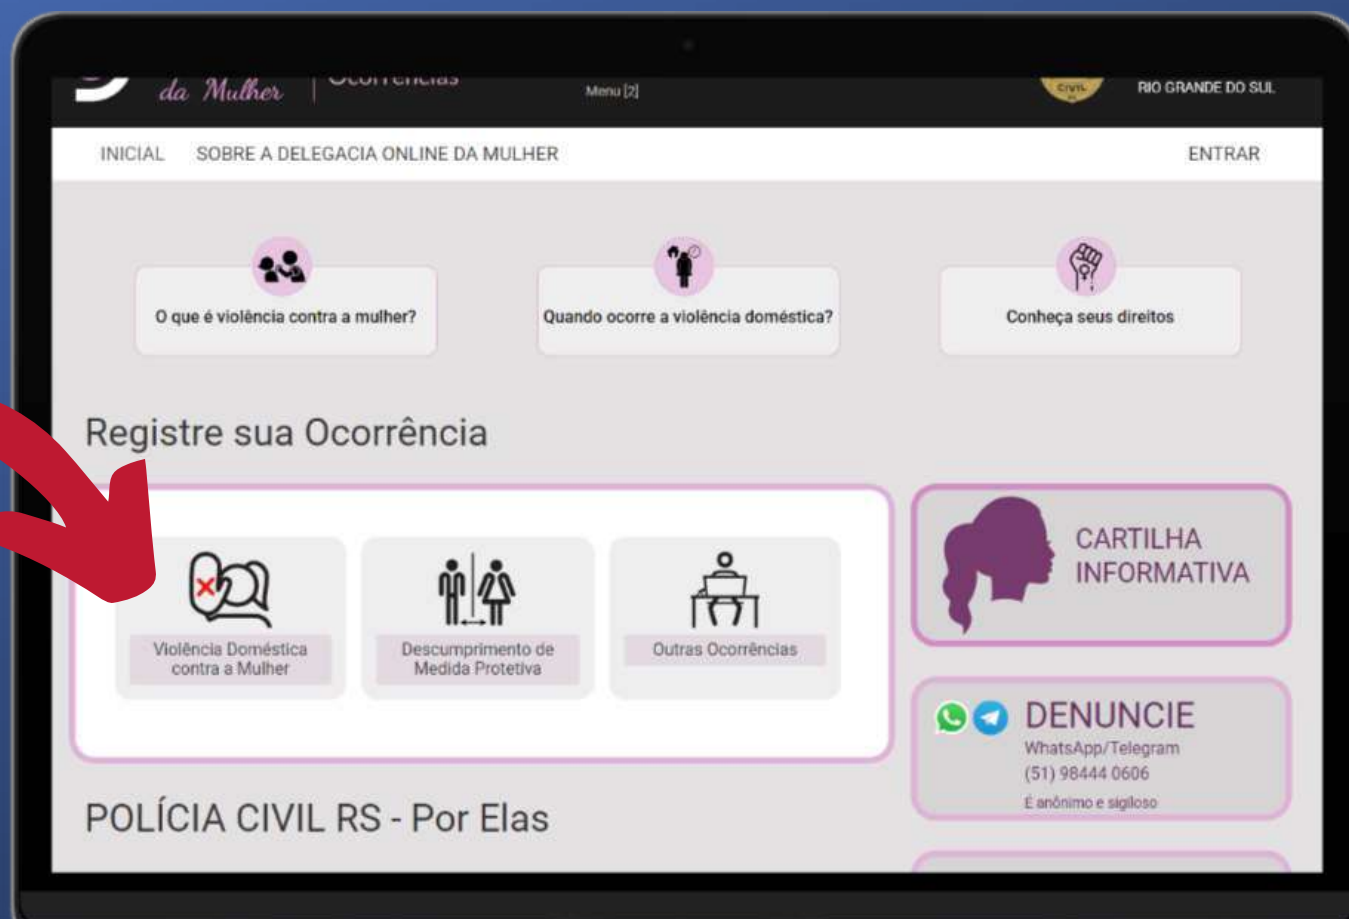 da Mulher
Ocorrências
Menu [2]
CIVIL
RIO GRANDE DO SUL
INICIAL
SOBRE A DELEGACIA ONLINE DA MULHER
ENTRAR
O que é violência contra a mulher?
Quando ocorre a violência doméstica?
Conheça seus direitos
Registre sua Ocorrência
Violência Doméstica
contra a Mulher
Descumprimento de
Medida Protetiva
Outras Ocorrências
CARTILHA
INFORMATIVA
DENUNCIE
WhatsApp/Telegram
(51) 98444 0606
É anônimo e sigiloso
POLÍCIA CIVIL RS - Por Elas